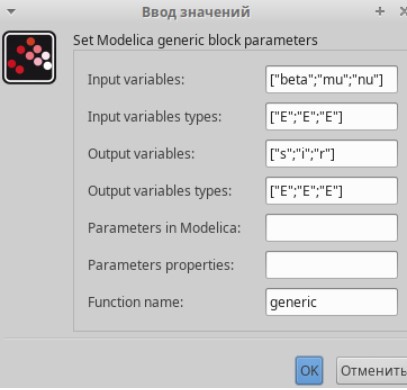 Ввод значений
Set Modelica generic block parameters
Input variables: ["beta";"mu";"nu"]
Input variables types: ["E";"E";"E"]
Output variables: ["s";"i";"r"]
Output variables types: ["E";"E";"E"]
Parameters in Modelica:
Parameters properties:
Function name: generic
OK Отменить